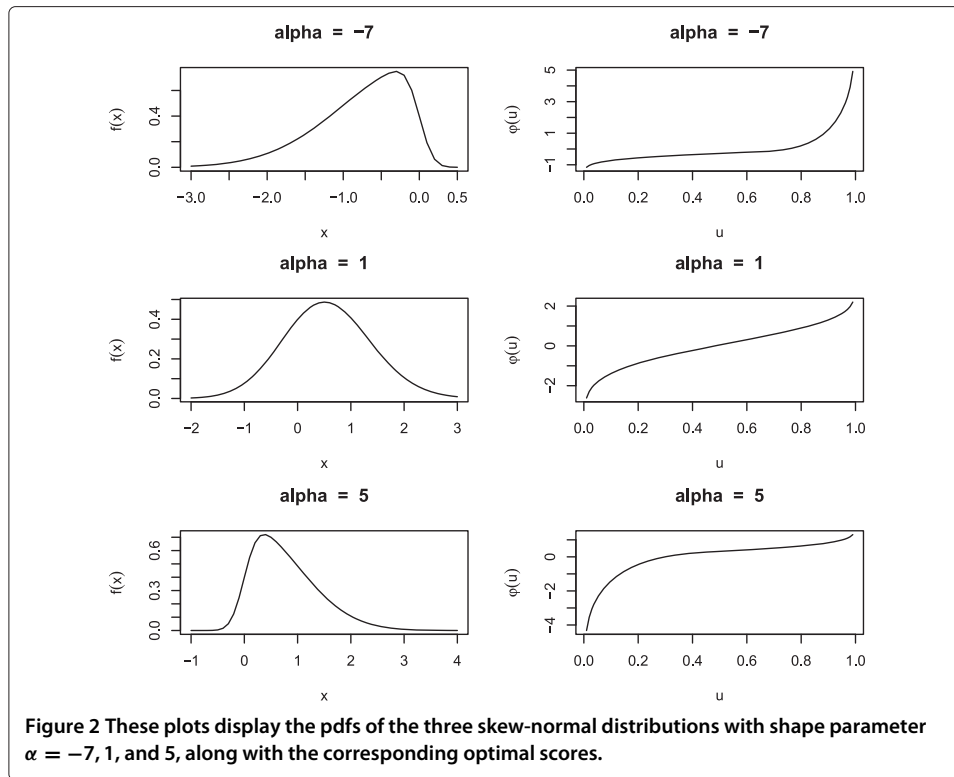 alpha = −7
alpha = −7
f(x)
0.0 0.4
−3.0 −2.0 −1.0 0.0 0.5
x
φ(u)
−1 1 3 5
0.0 0.2 0.4 0.6 0.8 1.0
u
alpha = 1
alpha = 1
f(x)
0.0 0.2 0.4
−2 −1 0 1 2 3
x
φ(u)
−2 0 2
0.0 0.2 0.4 0.6 0.8 1.0
u
alpha = 5
alpha = 5
f(x)
0.0 0.3 0.6
−1 0 1 2 3 4
x
φ(u)
−4 −2 0
0.0 0.2 0.4 0.6 0.8 1.0
u
Figure 2 These plots display the pdfs of the three skew-normal distributions with shape parameter
α = −7, 1, and 5, along with the corresponding optimal scores.